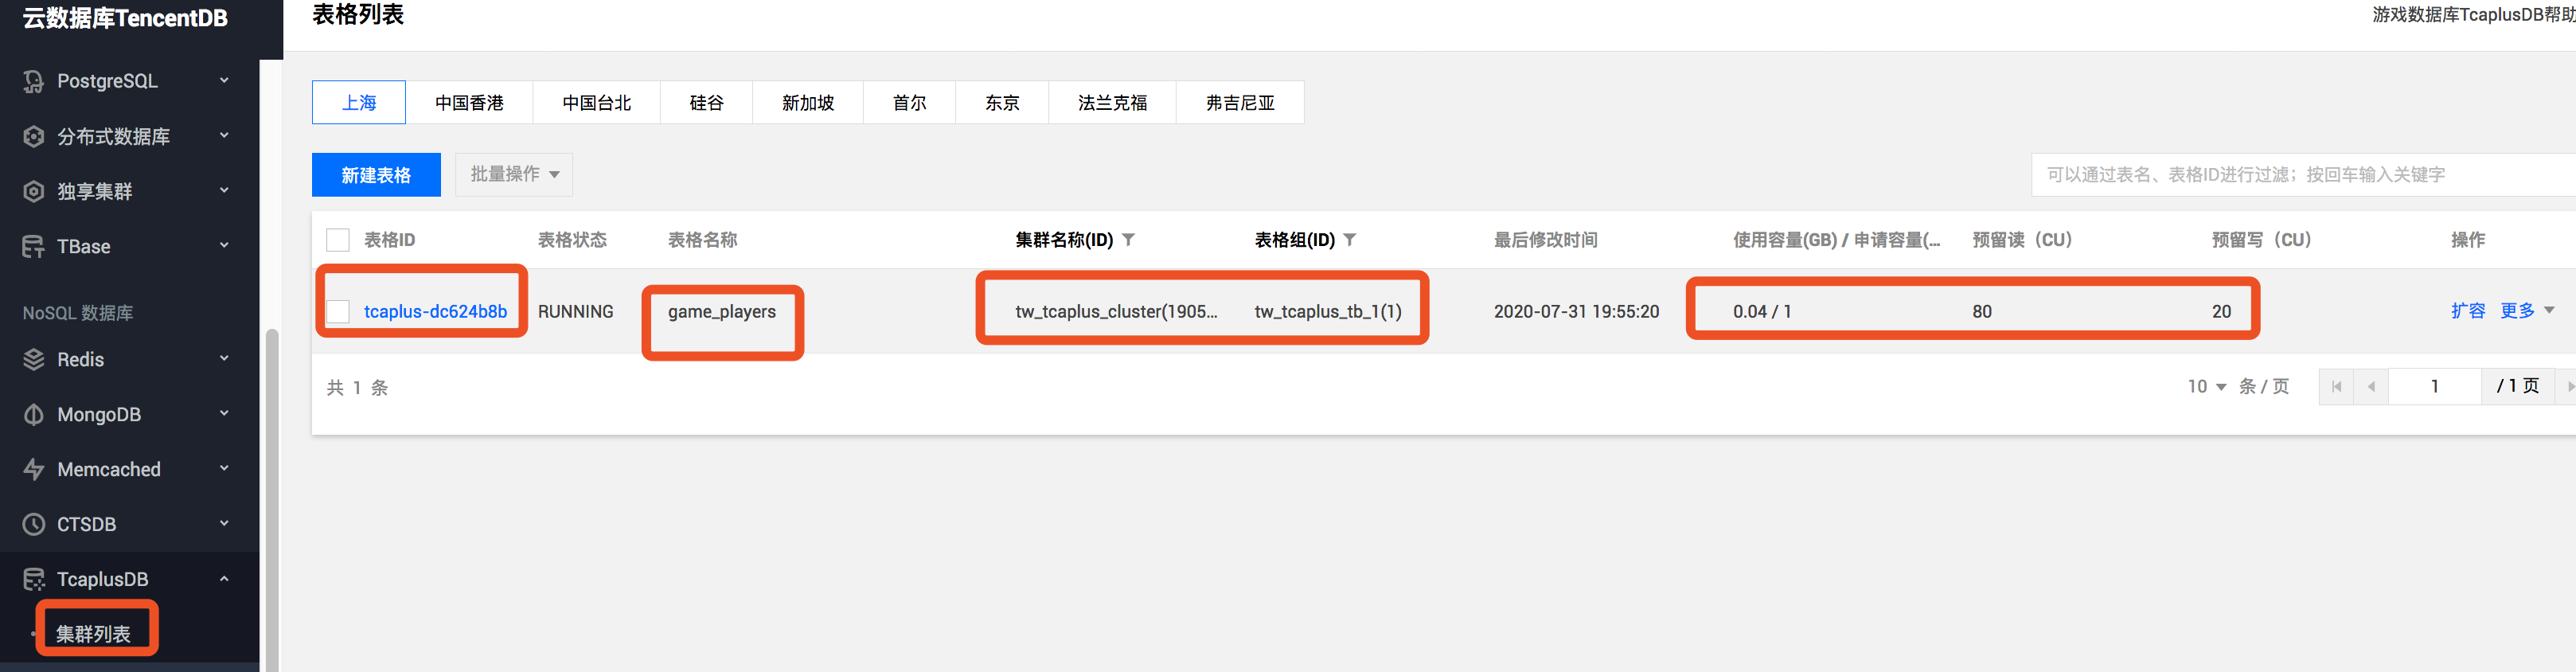 云数据库TencentDB
PostgreSQL
分布式数据库
独享集群
TBase
NoSQL 数据库
Redis
MongoDB
Memcached
CTSDB
TcaplusDB
集群列表
表格列表
游戏数据库TcaplusDB帮助
上海 中国香港 中国台北 硅谷 新加坡 首尔 东京 法兰克福 弗吉尼亚
新建表格 批量操作
可以通过表名、表格ID进行过滤；按回车输入关键字
表格ID 表格状态 表格名称 集群名称(ID) 表格组(ID) 最后修改时间 使用容量(GB) / 申请容量(... 预留读（CU） 预留写（CU） 操作
tcaplus-dc624b8b RUNNING game_players tw_tcaplus_cluster(1905... tw_tcaplus_tb_1(1) 2020-07-31 19:55:20 0.04 / 1 80 20 扩容 更多
共 1 条
10 条 / 页 1 / 1 页